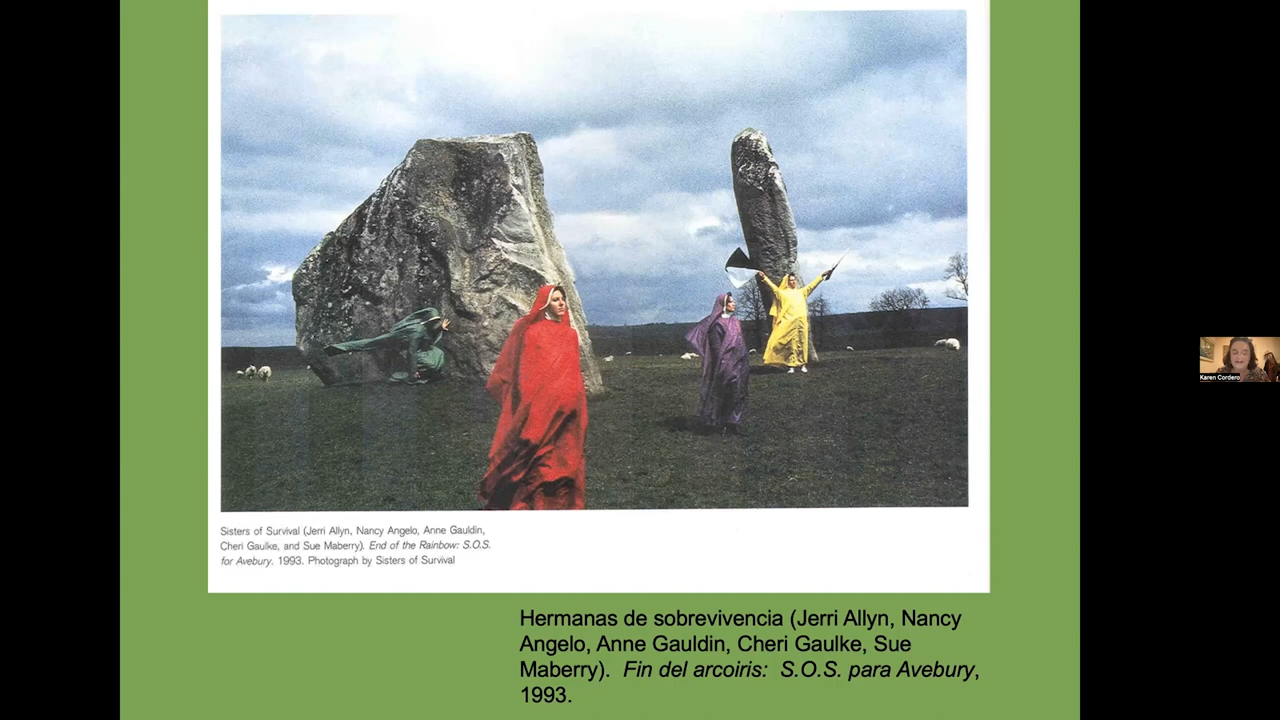 Sisters of Survival (Jerri Allyn, Nancy Angelo, Anne Gauldin,
Cheri Gaulke, and Sue Maberry). End of the Rainbow: S.O.S.
for Avebury. 1993. Photograph by Sisters of Survival
Hermanas de sobrevivencia (Jerri Allyn, Nancy
Angelo, Anne Gauldin, Cheri Gaulke, Sue
Maberry).  Fin del arcoiris:  S.O.S. para Avebury,
1993.
Karen Cordero